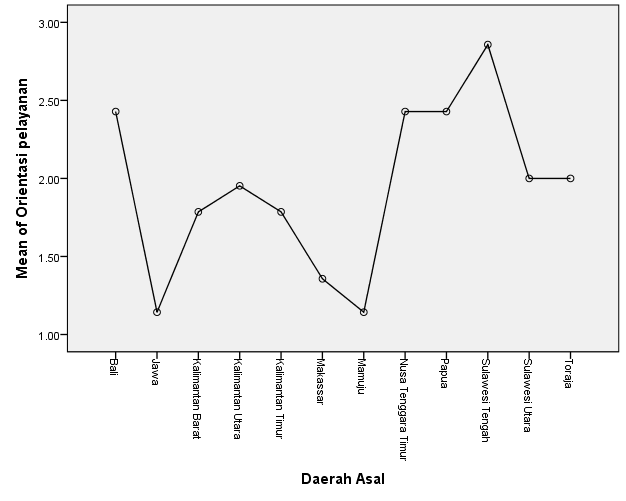 3.00
2.50
2.00
1.50
1.00
Mean of Orientasi pelayanan
Bali
Jawa
Kalimantan Barat
Kalimantan Utara
Kalimantan Timur
Makassar
Mamuju
Nusa Tenggara Timur
Papua
Sulawesi Tengah
Sulawesi Utara
Toraja
Daerah Asal